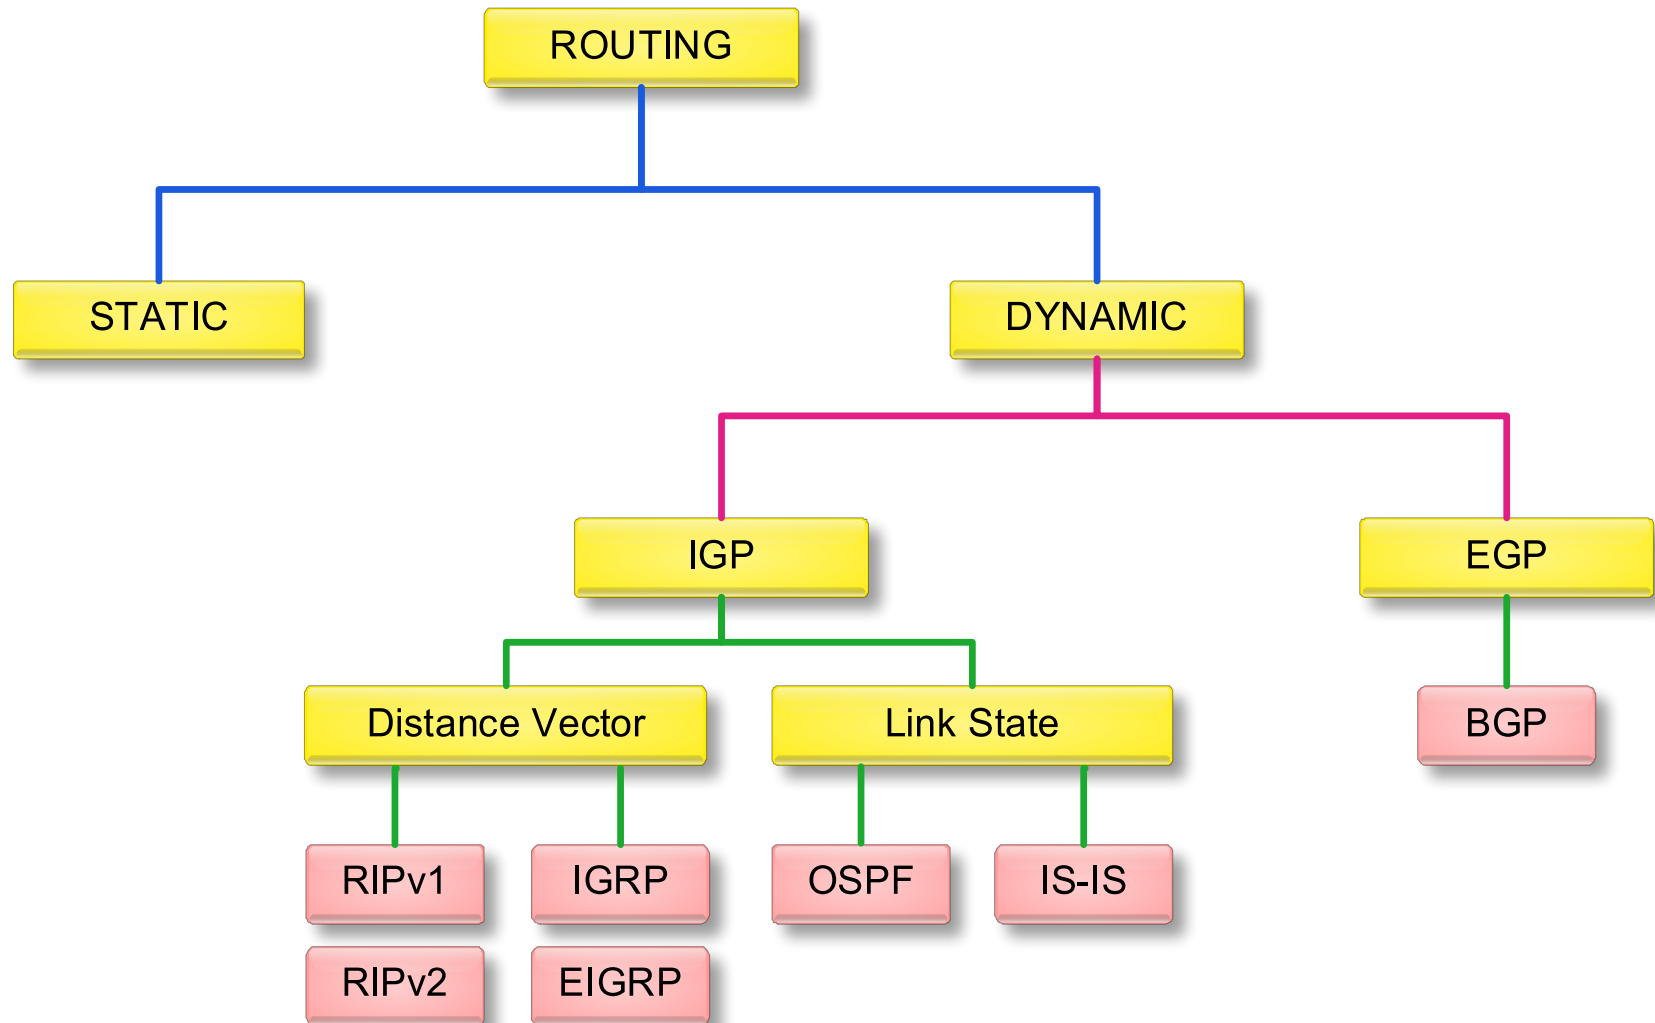 ROUTING
STATIC
DYNAMIC
IGP
EGP
Distance Vector
Link State
BGP
RIPv1
IGRP
OSPF
IS-IS
RIPv2
EIGRP